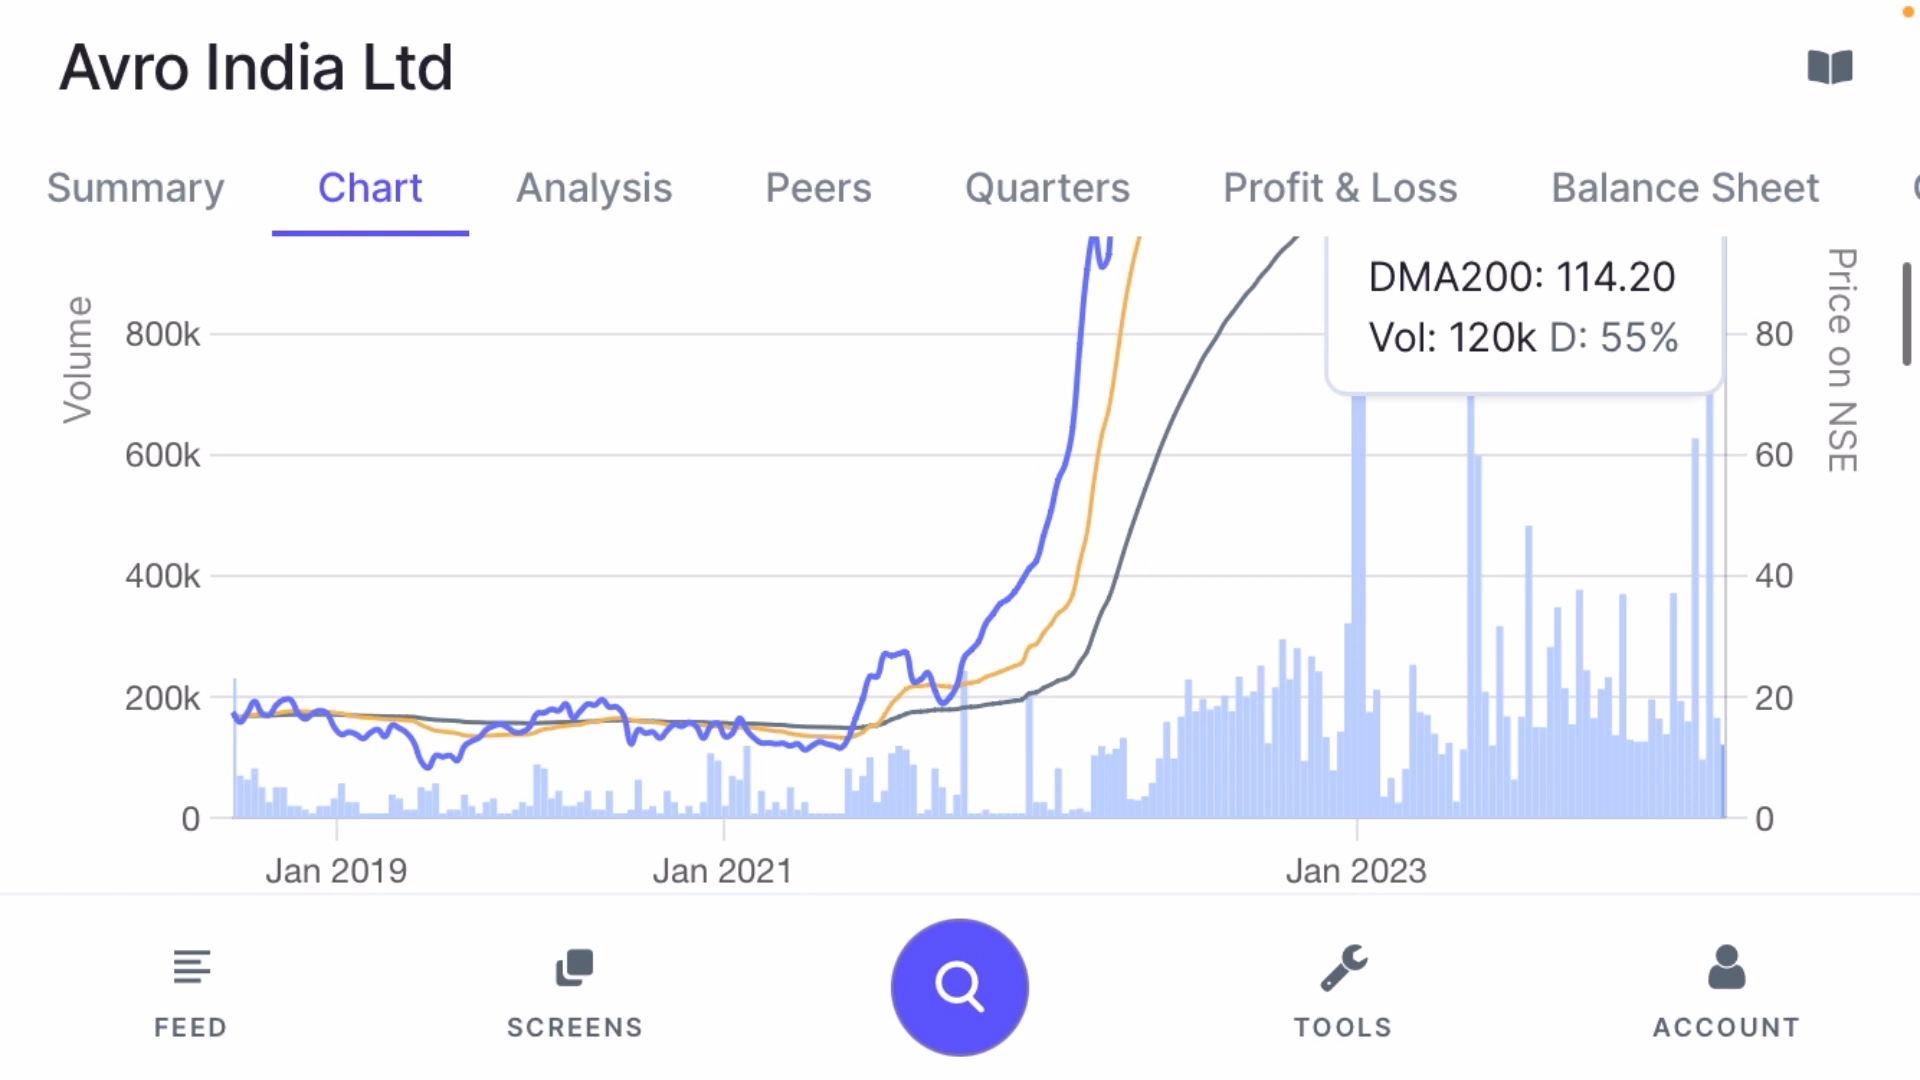 Avro India Ltd
Summary Chart Analysis Peers Quarters Profit & Loss Balance Sheet
Volume
800k
600k
400k
200k
0
DMA200: 114.20
Vol: 120k D: 55%
80
60
40
20
0
Price on NSE
Jan 2019 Jan 2021 Jan 2023
FEED SCREENS TOOLS ACCOUNT